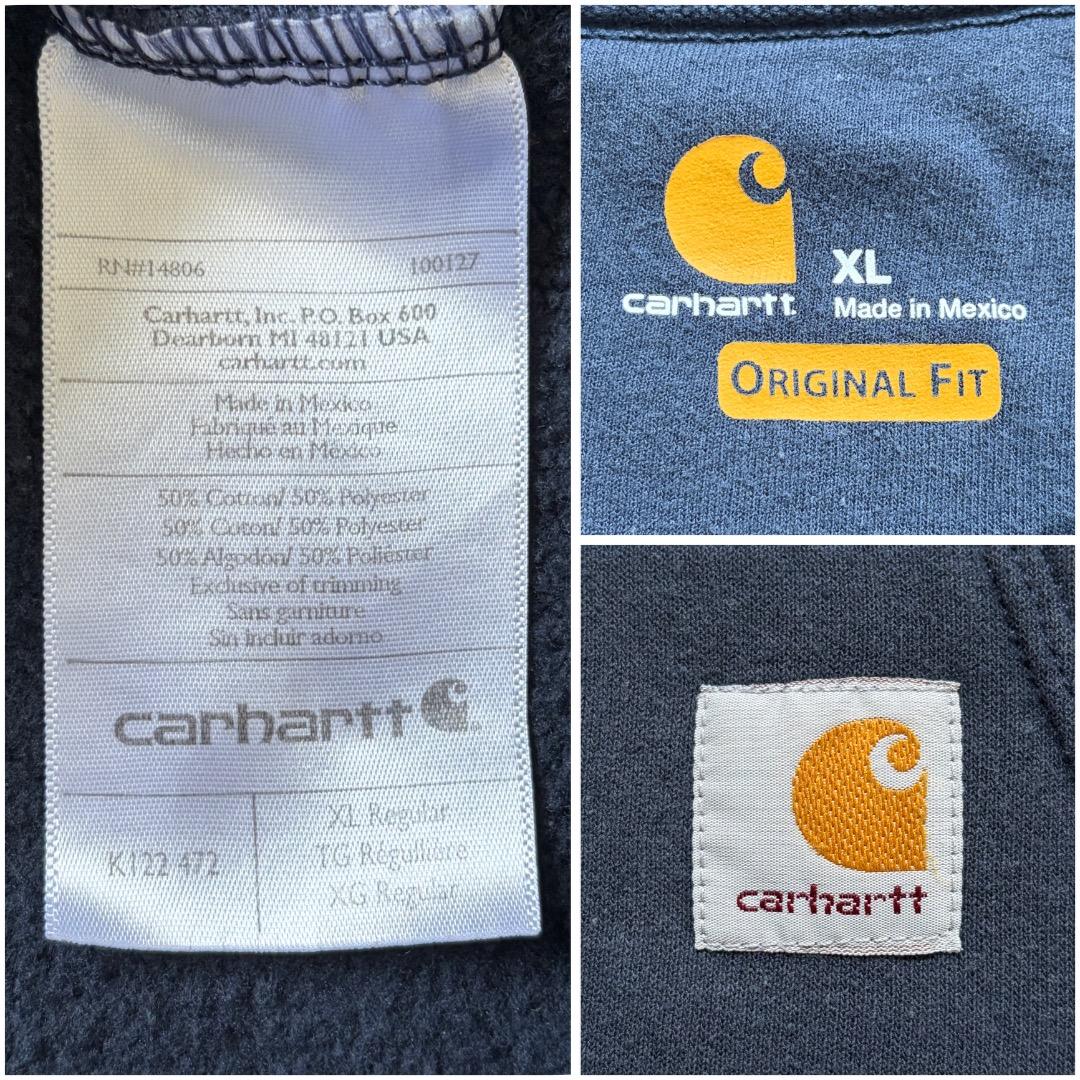 RN#14806 100127
Carhartt, Inc. P.O. Box 600
Dearborn MI 48121 USA
carhartt.com
Made in Mexico
Fabriqué au Mexique
Hecho en México
50% Cotton/ 50% Polyester
50% Coton/ 50% Polyester
50% Algodon/ 50% Poliéster
Exclusive of trimming
Sans garniture
Sin incluir adorno
carhartt
K122 472
XL Regular
TG Régulière
XG Regular
carhartt
XL
Made in Mexico
ORIGINAL FIT
carhartt